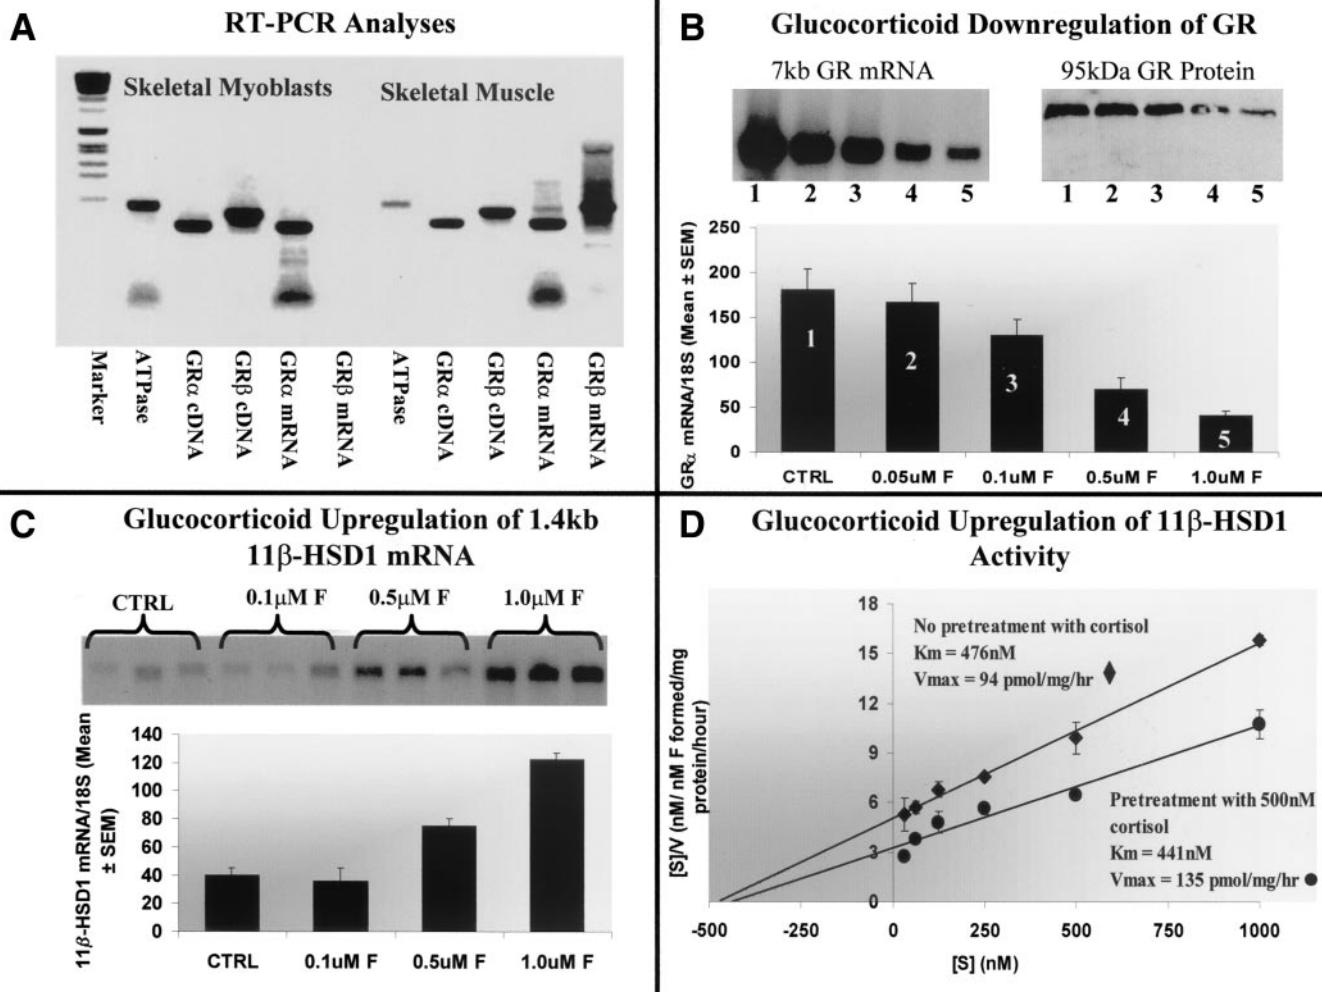 A
RT-PCR Analyses
Skeletal Myoblasts
Skeletal Muscle
Marker
ATPase
GRα cDNA
GRβ cDNA
GRα mRNA
GRβ mRNA
ATPase
GRα cDNA
GRβ cDNA
GRα mRNA
GRβ mRNA
B
Glucocorticoid Downregulation of GR
7kb GR mRNA
95kDa GR Protein
1 2 3 4 5
1 2 3 4 5
GRα mRNA/18S (Mean ± SEM)
250
200
150
100
50
0
1
2
3
4
5
CTRL 0.05uM F 0.1uM F 0.5uM F 1.0uM F
C
Glucocorticoid Upregulation of 1.4kb
11β-HSD1 mRNA
CTRL 0.1μM F 0.5μM F 1.0μM F
11β-HSD1 mRNA/18S (Mean
± SEM)
140
120
100
80
60
40
20
0
CTRL 0.1uM F 0.5uM F 1.0uM F
D
Glucocorticoid Upregulation of 11β-HSD1
Activity
[S]/V (nM/ nM F formed/mg
protein/hour)
18
15
12
9
6
3
0
No pretreatment with cortisol
Km = 476nM
Vmax = 94 pmol/mg/hr
Pretreatment with 500nM
cortisol
Km = 441nM
Vmax = 135 pmol/mg/hr
-500 -250 0 250 500 750 1000
[S] (nM)